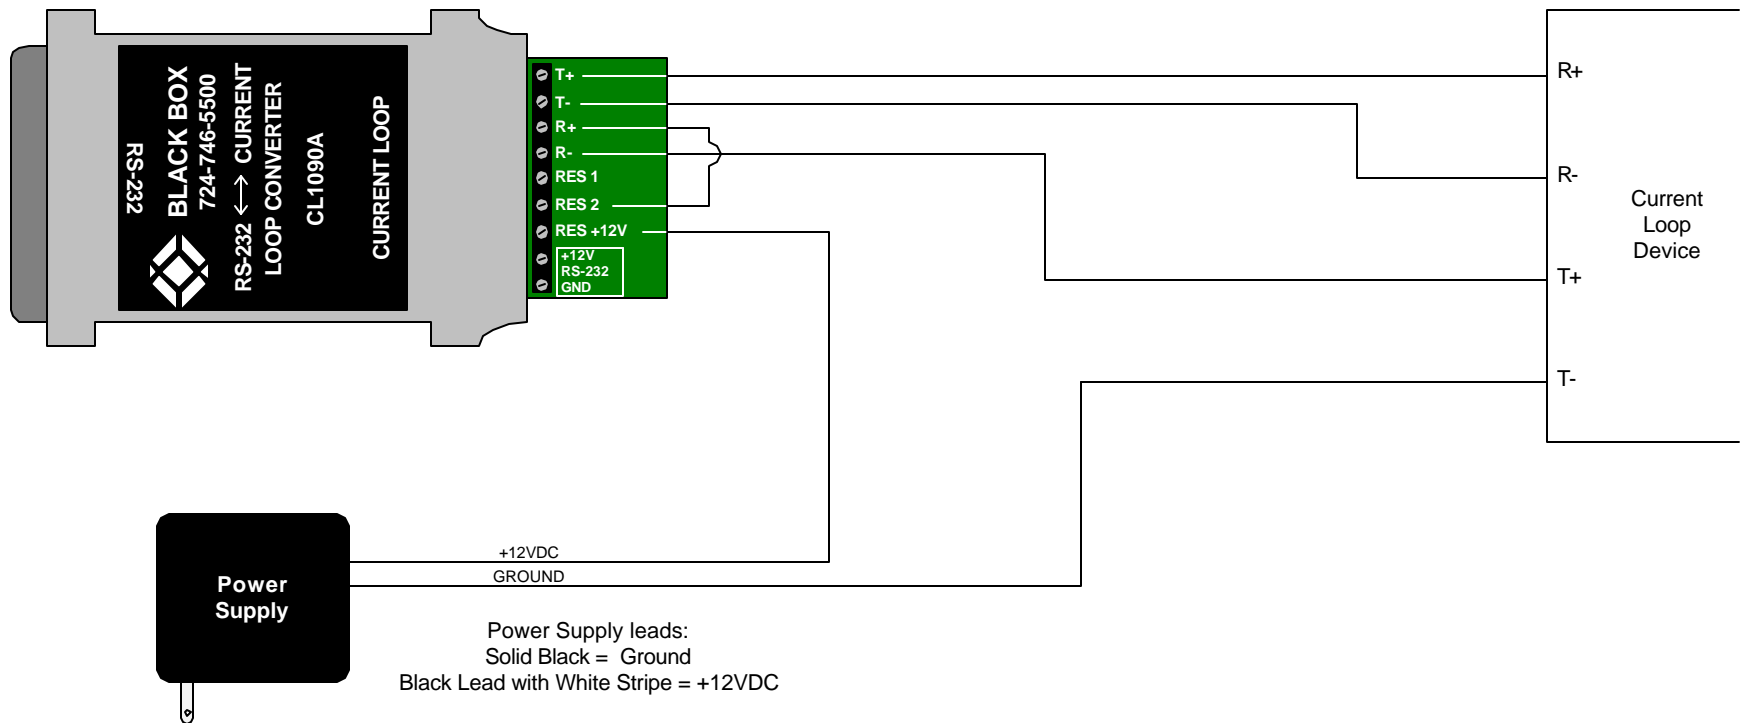 RS-232
BLACK BOX
724-746-5500
RS-232 ⟷ CURRENT
LOOP CONVERTER
CL1090A
CURRENT LOOP
T+
T-
R+
R-
RES 1
RES 2
RES +12V
+12V
RS-232
GND
R+
R-
T+
T-
Current
Loop
Device
+12VDC
GROUND
Power
Supply
Power Supply leads:
Solid Black = Ground
Black Lead with White Stripe = +12VDC